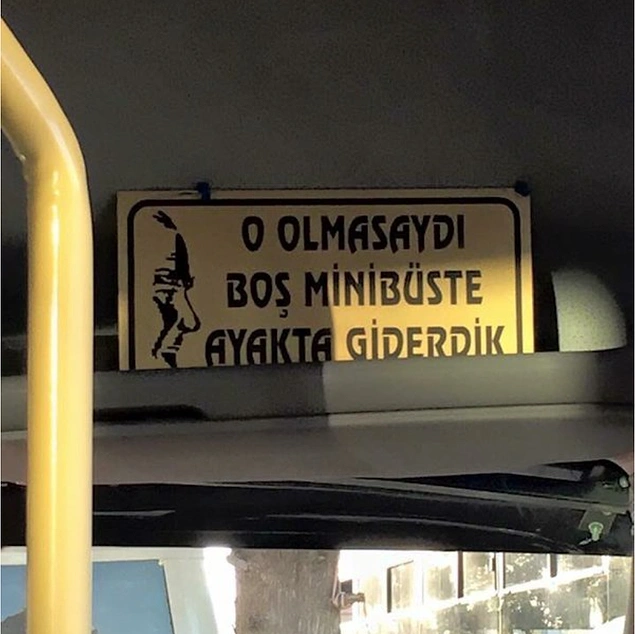 O OLMASAYDI
BOŞ MİNİBÜSTE
AYAKTA GİDERDİK